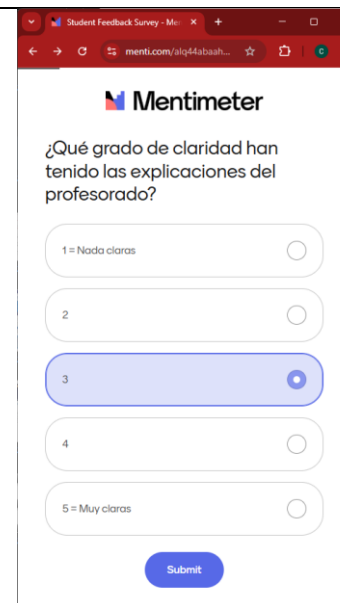 Student Feedback Survey - Me
menti.com/alq44abaah...
C
Mentimeter
¿Qué grado de claridad han
tenido las explicaciones del
profesorado?
1 = Nada claras
2
3
4
5 = Muy claras
Submit